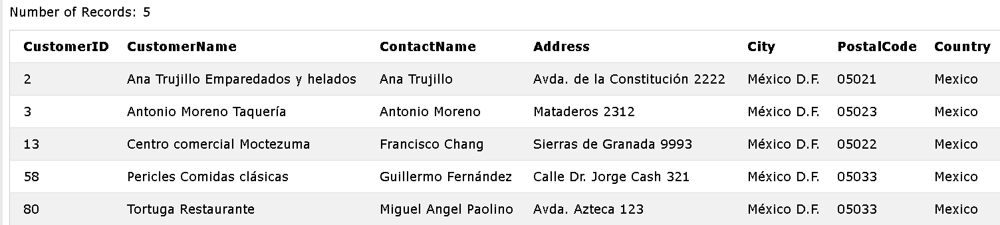 Number of Records: 5
CustomerID CustomerName ContactName Address City PostalCode Country
2 Ana Trujillo Emparedados y helados Ana Trujillo Avda. de la Constitución 2222 México D.F. 05021 Mexico
3 Antonio Moreno Taquería Antonio Moreno Mataderos 2312 México D.F. 05023 Mexico
13 Centro comercial Moctezuma Francisco Chang Sierras de Granada 9993 México D.F. 05022 Mexico
58 Pericles Comidas clásicas Guillermo Fernández Calle Dr. Jorge Cash 321 México D.F. 05033 Mexico
80 Tortuga Restaurante Miguel Angel Paolino Avda. Azteca 123 México D.F. 05033 Mexico